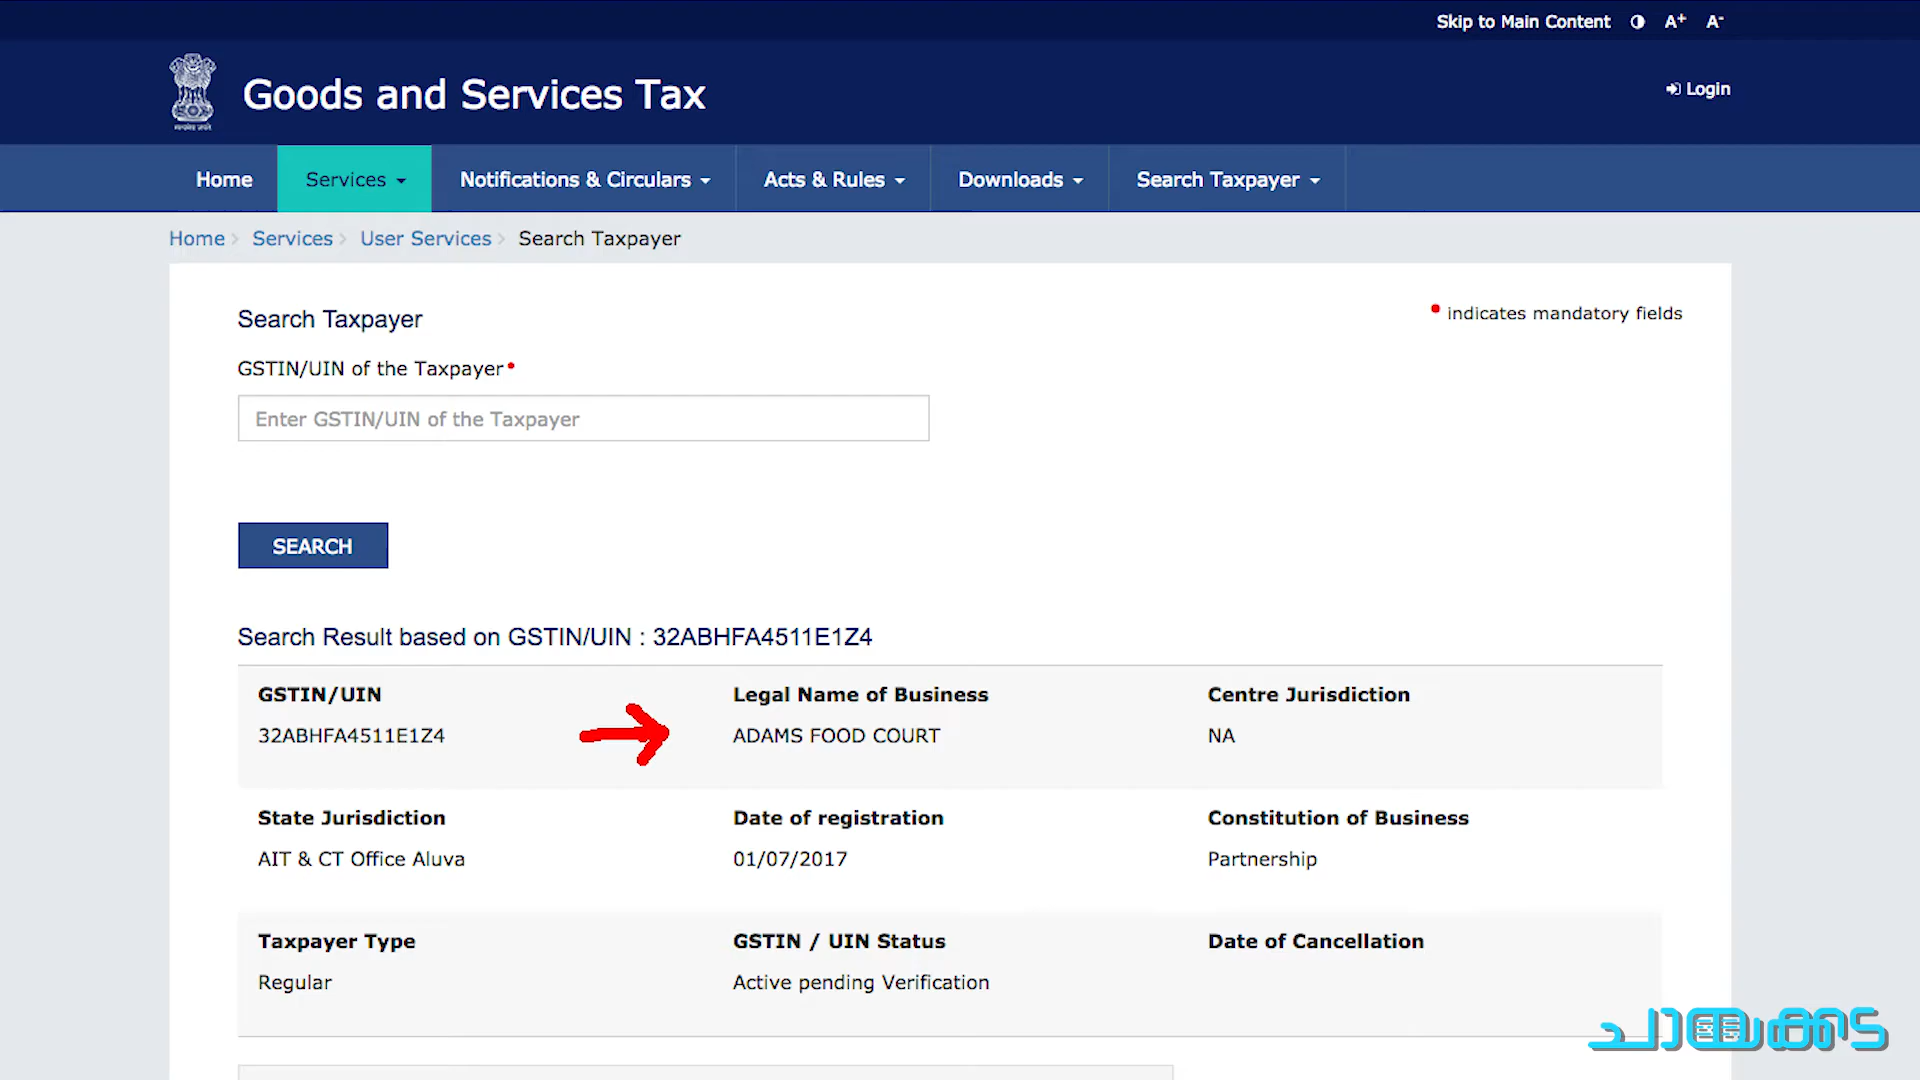 Skip to Main Content A+ A-
Goods and Services Tax
Login
Home Services Notifications & Circulars Acts & Rules Downloads Search Taxpayer
Home Services User Services Search Taxpayer
Search Taxpayer
• indicates mandatory fields
GSTIN/UIN of the Taxpayer•
Enter GSTIN/UIN of the Taxpayer
SEARCH
Search Result based on GSTIN/UIN : 32ABHFA4511E1Z4
GSTIN/UIN Legal Name of Business Centre Jurisdiction
32ABHFA4511E1Z4 ADAMS FOOD COURT NA
State Jurisdiction Date of registration Constitution of Business
AIT & CT Office Aluva 01/07/2017 Partnership
Taxpayer Type GSTIN / UIN Status Date of Cancellation
Regular Active pending Verification
ചായക്കട